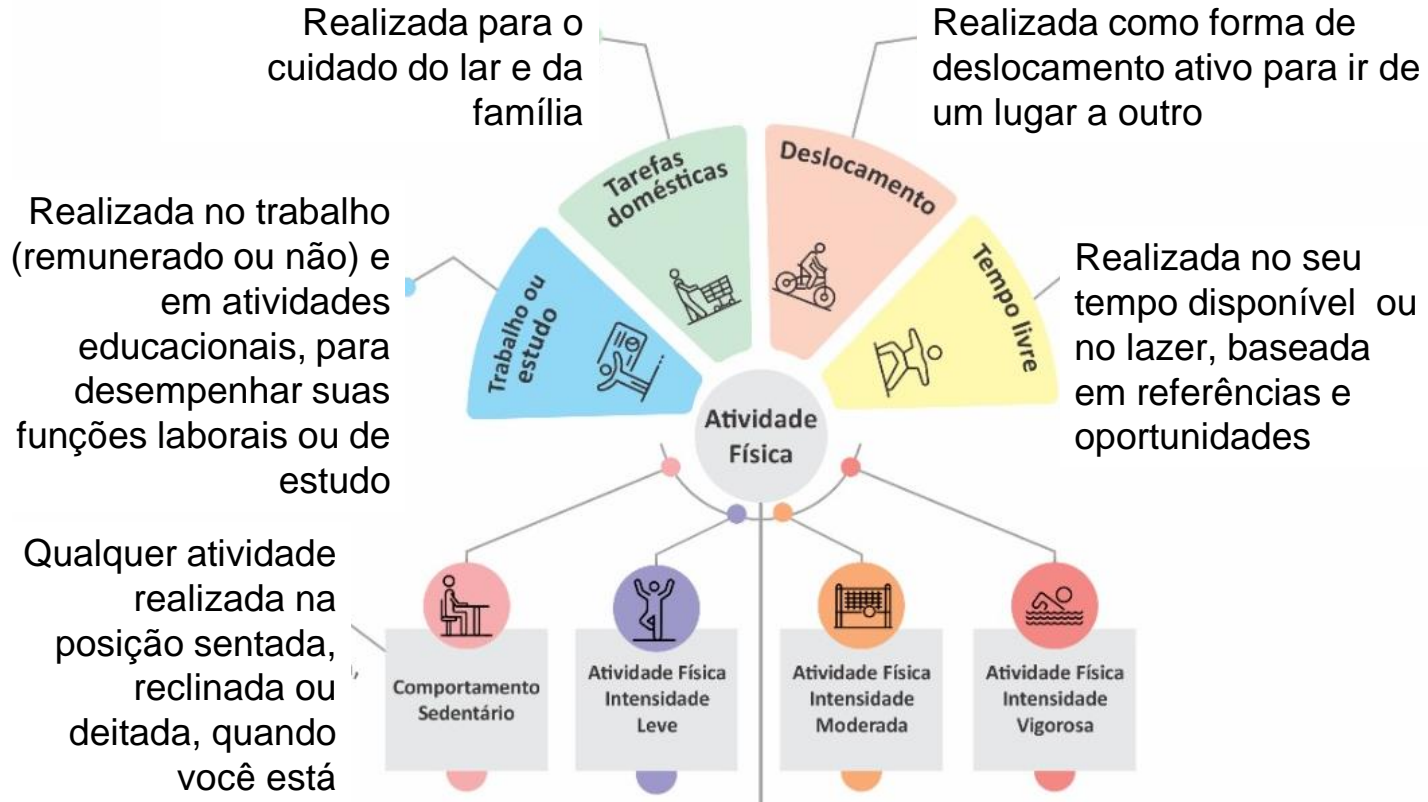 Realizada para o
cuidado do lar e da
família
Realizada como forma de
deslocamento ativo para ir de
um lugar a outro
Realizada no trabalho
(remunerado ou não) e
em atividades
educacionais, para
desempenhar suas
funções laborais ou de
estudo
Trabalho ou
estudo
Tarefas
domésticas
Deslocamento
Tempo livre
Realizada no seu
tempo disponível ou
no lazer, baseada
em referências e
oportunidades
Atividade
Física
Qualquer atividade
realizada na
posição sentada,
reclinada ou
deitada, quando
você está
Comportamento
Sedentário
Atividade Física
Intensidade
Leve
Atividade Física
Intensidade
Moderada
Atividade Física
Intensidade
Vigorosa